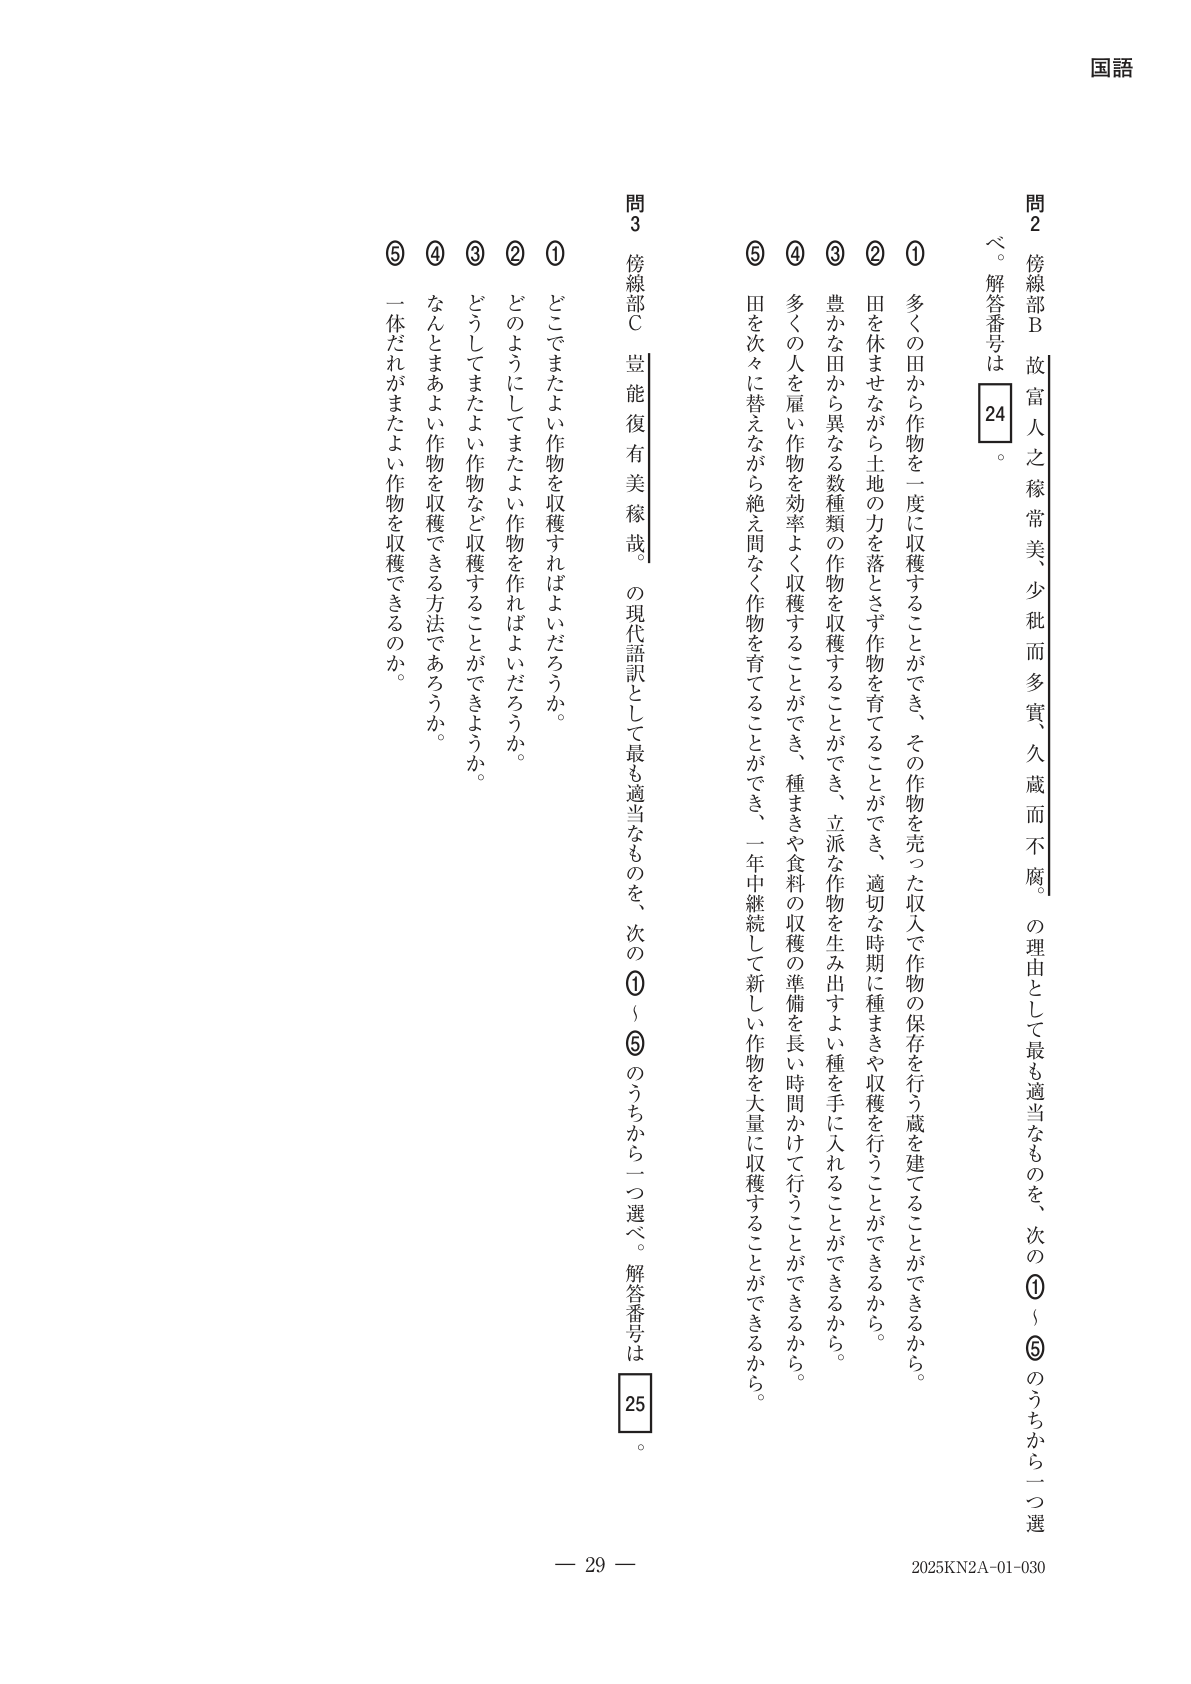 国語
問2 傍線部B 故富人之稼常美、少秕而多實、久蔵而不腐。 の理由として最も適当なものを、次の①～⑤のうちから一つ選
べ。解答番号は 24 。
① 多くの田から作物を一度に収穫することができ、その作物を売った収入で作物の保存を行う蔵を建てることができるから。
② 田を休ませながら土地の力を落とさず作物を育てることができ、適切な時期に種まきや収穫を行うことができるから。
③ 豊かな田から異なる数種類の作物を収穫することができ、立派な作物を生み出すよい種を手に入れることができるから。
④ 多くの人を雇い作物を効率よく収穫することができ、種まきや食料の収穫の準備を長い時間かけて行うことができるから。
⑤ 田を次々に替えながら絶え間なく作物を育てることができ、一年中継続して新しい作物を大量に収穫することができるから。
問3 傍線部C 豈能復有美稼哉。 の現代語訳として最も適当なものを、次の①～⑤のうちから一つ選べ。解答番号は 25 。
① どこでまたよい作物を収穫すればよいだろうか。
② どのようにしてまたよい作物を作ればよいだろうか。
③ どうしてまたよい作物など収穫することができようか。
④ なんとまあよい作物を収穫できる方法であろうか。
⑤ 一体だれがまたよい作物を収穫できるのか。
— 29 —
2025KN2A-01-030